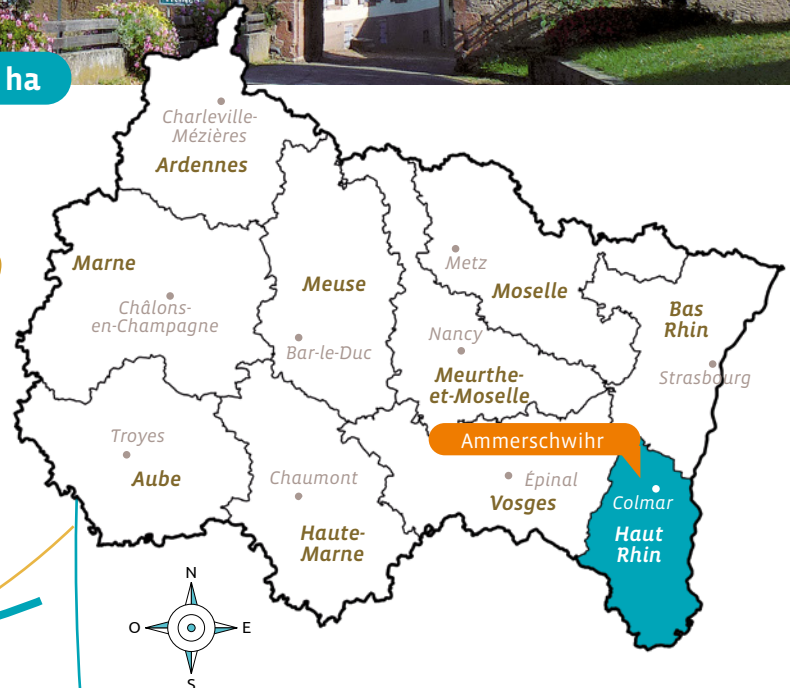 ha
Charleville-
Mézières
Ardennes
Marne
Châlons-
en-Champagne
Meuse
Bar-le-Duc
Metz
Moselle
Nancy
Meurthe-
et-Moselle
Bas
Rhin
Strasbourg
Troyes
Aube
Chaumont
Haute-
Marne
Ammerschwihr
Épinal
Vosges
Colmar
Haut
Rhin
N
O
E
S